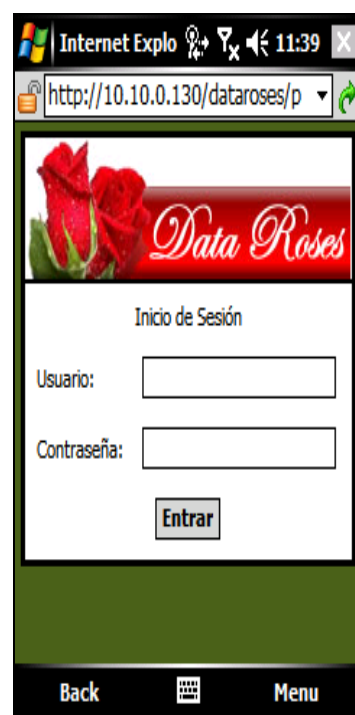 Internet Explo 11:39
http://10.10.0.130/dataroses/p
Data Roses
Inicio de Sesión
Usuario:
Contraseña:
Entrar
Back Menu